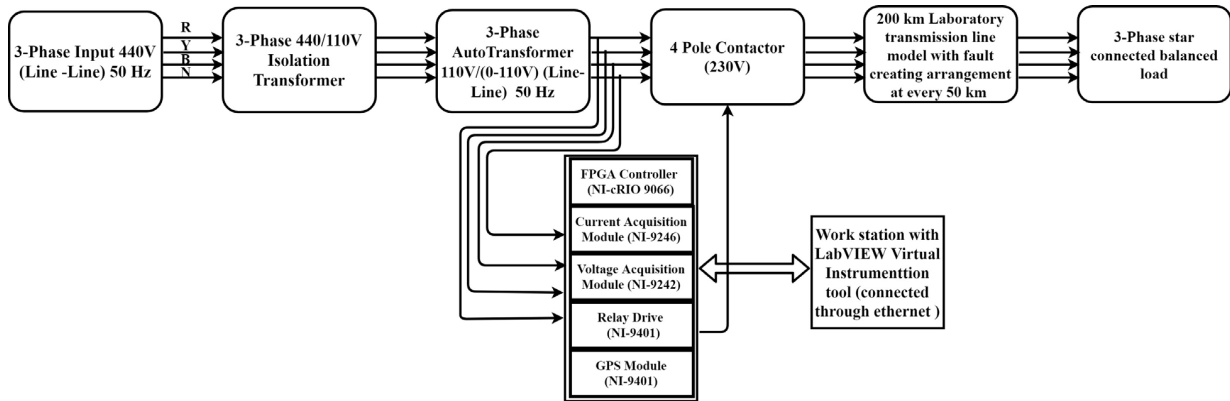 3-Phase Input 440V
(Line -Line) 50 Hz
R
Y
B
N
3-Phase 440/110V
Isolation
Transformer
3-Phase
AutoTransformer
110V/(0-110V) (Line-
Line) 50 Hz
4 Pole Contactor
(230V)
200 km Laboratory
transmission line
model with fault
creating arrangement
at every 50 km
3-Phase star
connected balanced
load
FPGA Controller
(NI-cRIO 9066)
Current Acquisition
Module (NI-9246)
Voltage Acquisition
Module (NI-9242)
Relay Drive
(NI-9401)
GPS Module
(NI-9401)
Work station with
LabVIEW Virtual
Instrumenttion
tool (connected
through ethernet )